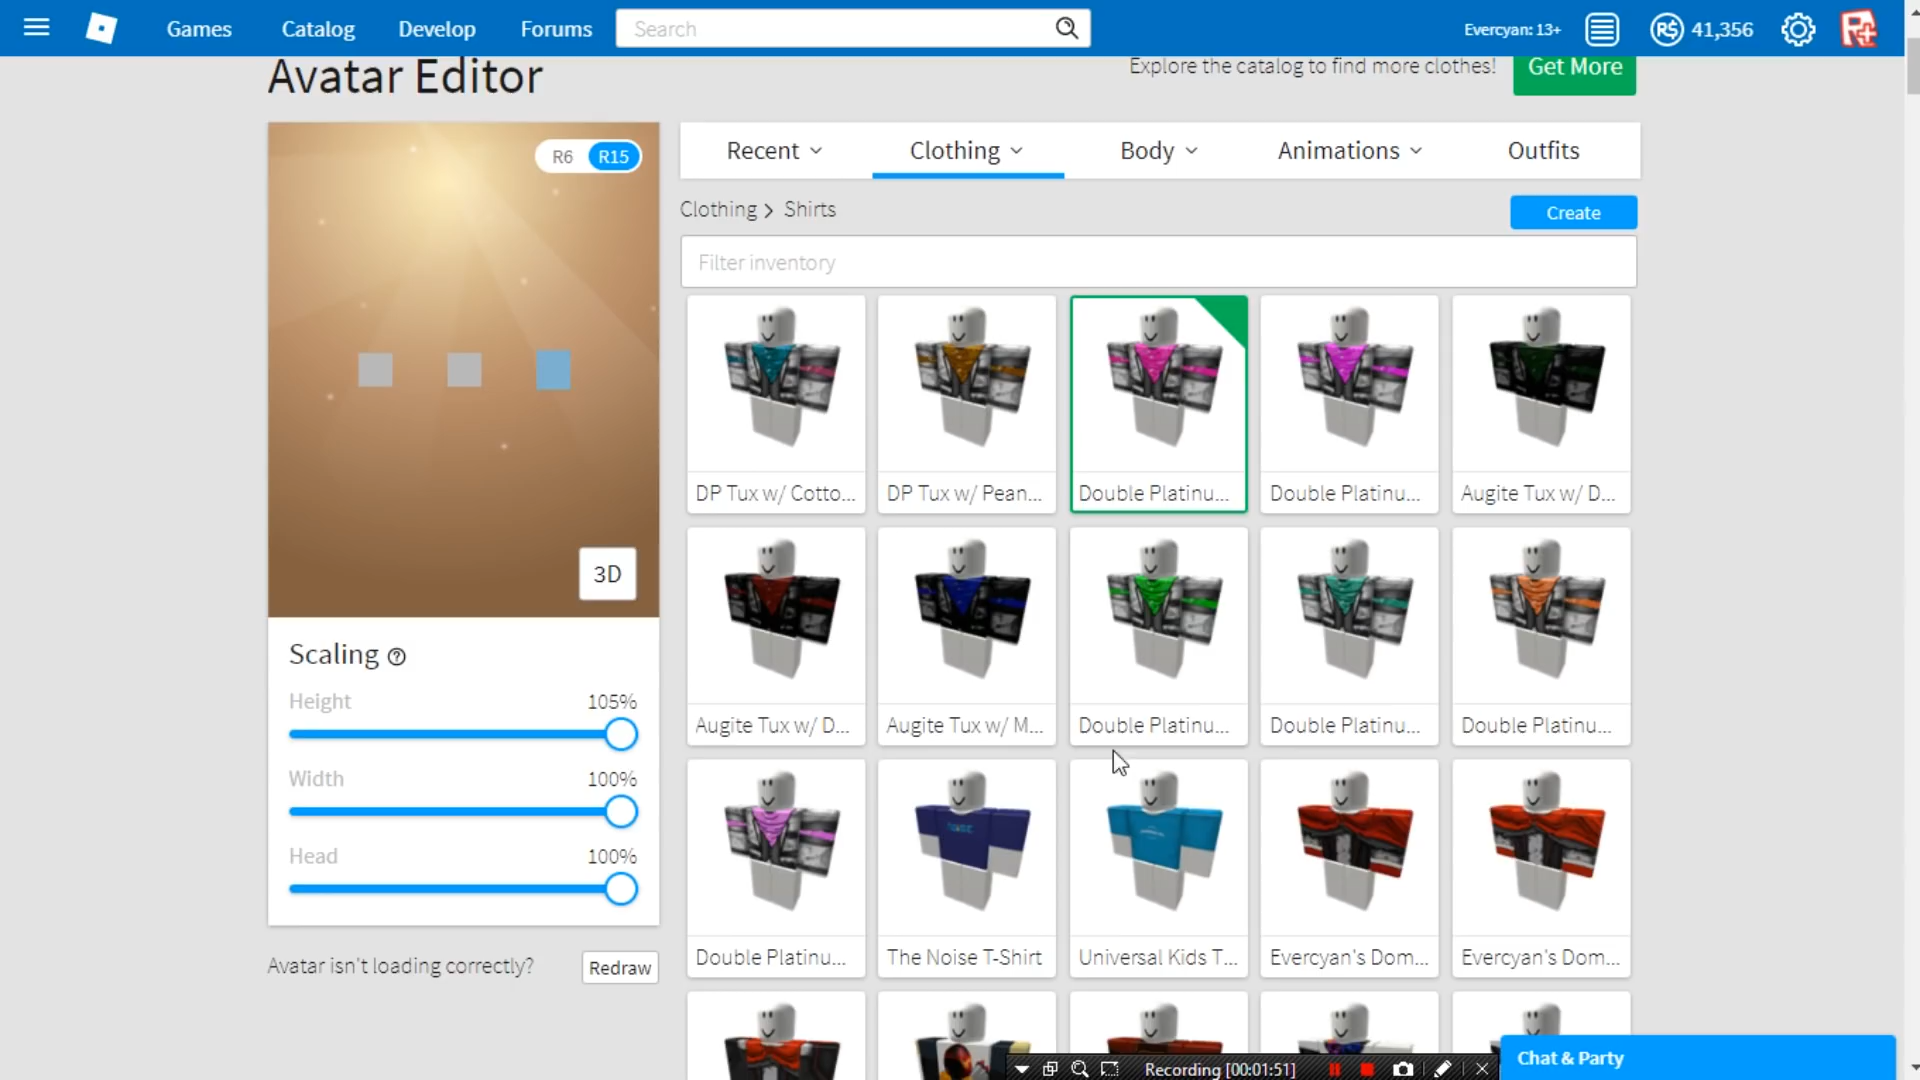 Games
Catalog
Develop
Forums
Search
Evercyan: 13+
R$ 41,356
R+
Avatar Editor
Explore the catalog to find more clothes!
Get More
R6
R15
Recent
Clothing
Body
Animations
Outfits
Clothing > Shirts
Create
Filter inventory
DP Tux w/ Cotto...
DP Tux w/ Pean...
Double Platinu...
Double Platinu...
Augite Tux w/ D...
3D
Augite Tux w/ D...
Augite Tux w/ M...
Double Platinu...
Double Platinu...
Double Platinu...
Scaling ?
Height 105%
Width 100%
Head 100%
NOISE
Double Platinu...
The Noise T-Shirt
Universal Kids T...
Evercyan's Dom...
Evercyan's Dom...
Avatar isn't loading correctly?
Redraw
Recording [00:01:51]
Chat & Party